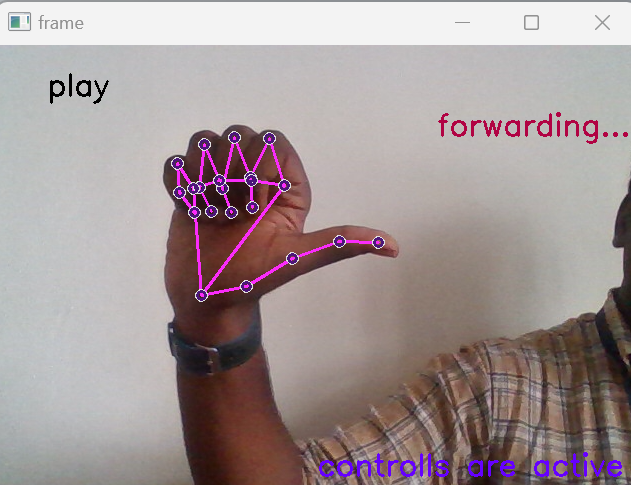 frame
play
forwarding...
controlls are active